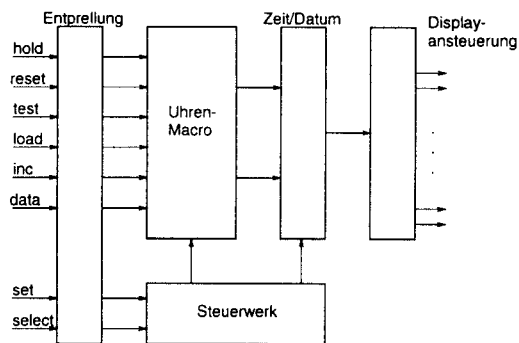 Entprellung
Zeit/Datum
Display-
ansteuerung
hold
reset
test
load
inc
data
Uhren-
Macro
set
select
Steuerwerk